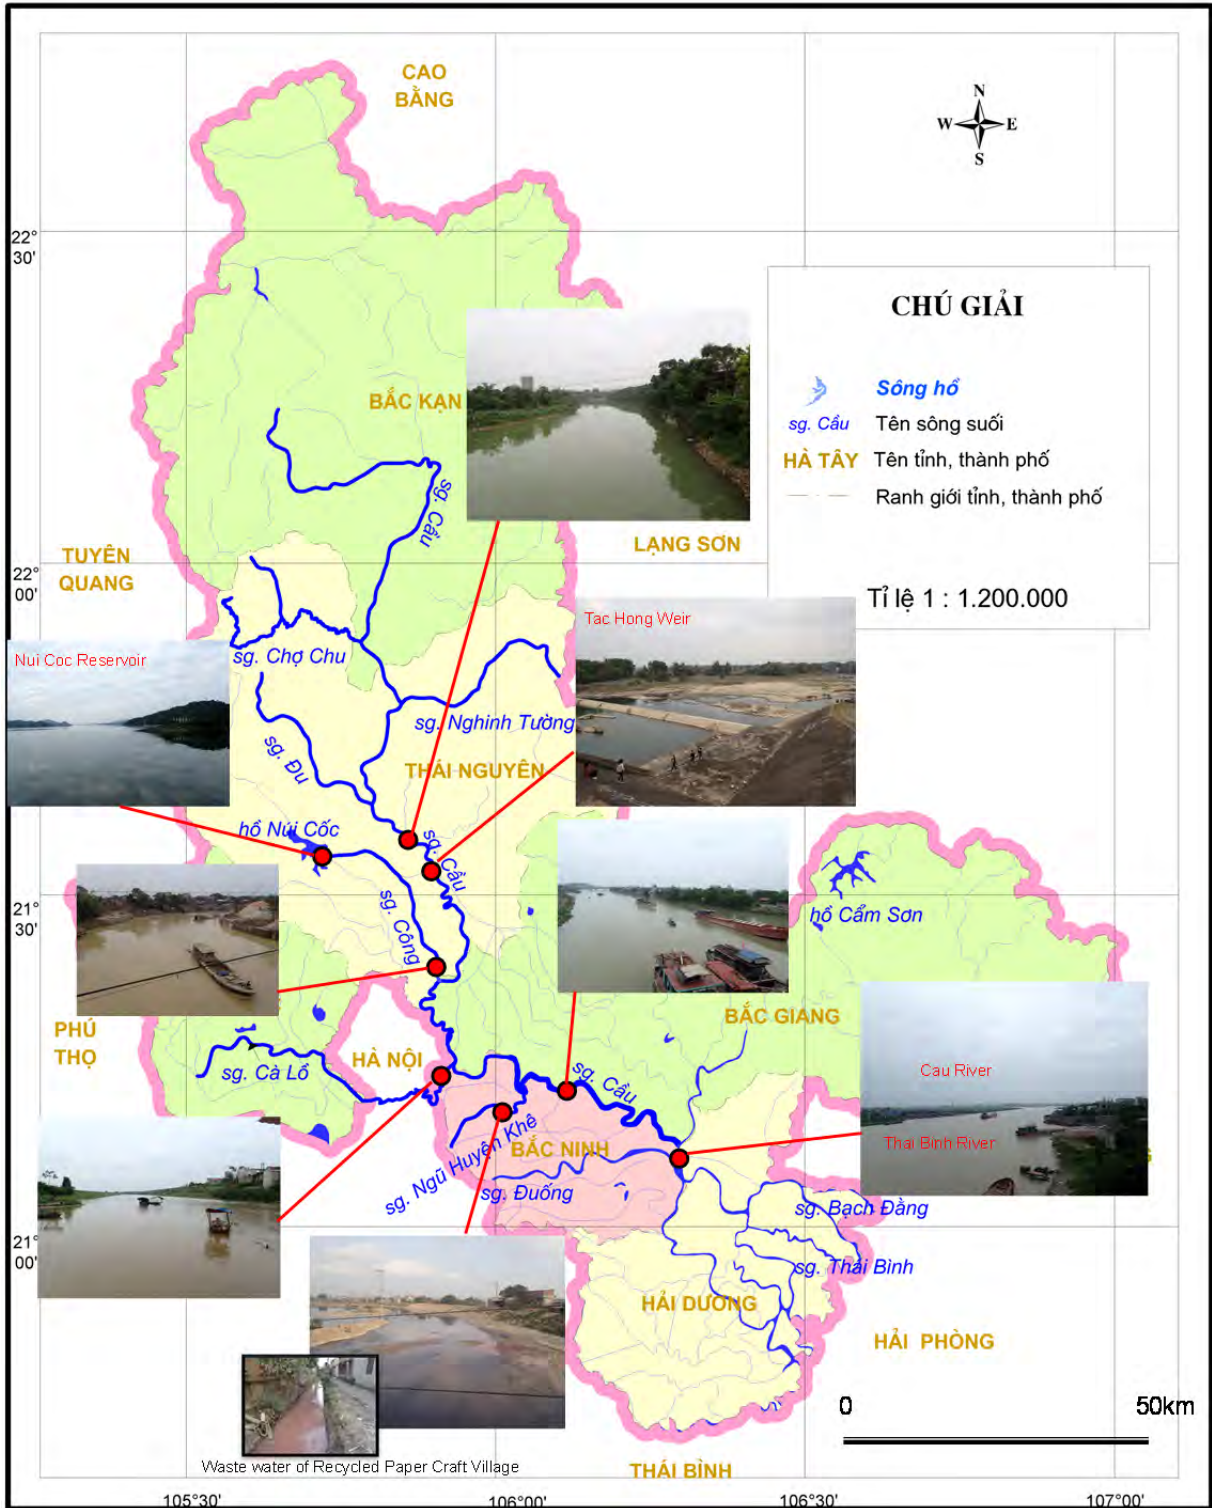 CAO
BẰNG
N
W E
S
22°
30'
CHÚ GIẢI
Sông hồ
sg. Cầu Tên sông suối
HÀ TÂY Tên tỉnh, thành phố
Ranh giới tỉnh, thành phố
Tỉ lệ 1 : 1.200.000
BẮC KẠN
sg. Cầu
LẠNG SƠN
TUYÊN
QUANG
22°
00'
Tac Hong Weir
Nui Coc Reservoir
sg. Chợ Chu
sg. Nghinh Tường
sg. Đu
THÁI NGUYÊN
hồ Núi Cốc
sg. Cầu
sg. Công
21°
30'
hồ Cẩm Sơn
BẮC GIANG
PHÚ
THỌ
HÀ NỘI
sg. Cà Lồ
sg. Cầu
Cau River
Thai Binh River
sg. Ngũ Huyện Khê
BẮC NINH
sg. Đuống
sg. Bạch Đằng
21°
00'
sg. Thái Bình
HẢI DƯƠNG
HẢI PHÒNG
0 50km
Waste water of Recycled Paper Craft Village
THÁI BÌNH
105°30' 106°00' 106°30' 107°00'